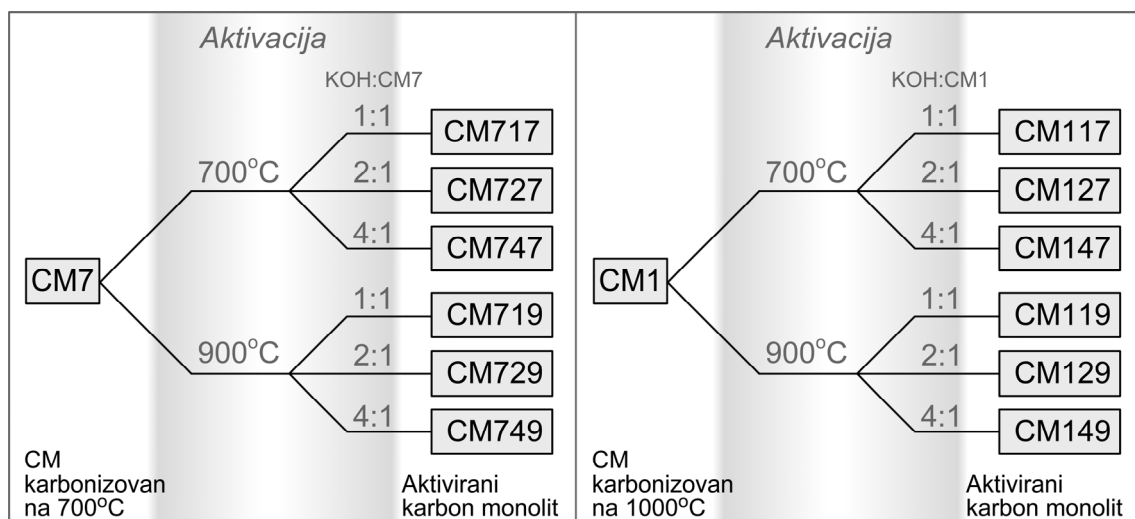 Aktivacija
KOH:CM7
1:1
CM717
700°C
2:1
CM727
4:1
CM747
CM7
1:1
CM719
900°C
2:1
CM729
4:1
CM749
CM
karbonizovan
na 700°C
Aktivirani
karbon monolit
Aktivacija
KOH:CM1
1:1
CM117
700°C
2:1
CM127
4:1
CM147
CM1
1:1
CM119
900°C
2:1
CM129
4:1
CM149
CM
karbonizovan
na 1000°C
Aktivirani
karbon monolit